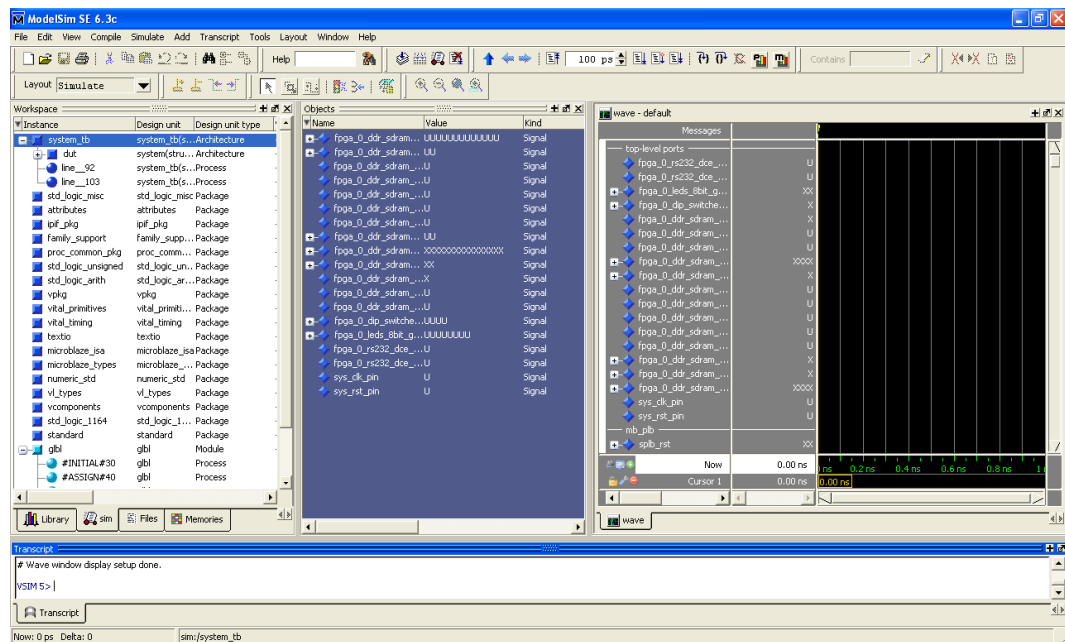 ModelSim SE 6.3c
File Edit View Compile Simulate Add Transcript Tools Layout Window Help
Help 100 ps Contains
Layout Simulate
Workspace
Instance Design unit Design unit type
system_tb system_tb(s... Architecture
dut system(stru... Architecture
line__92 system_tb(s... Process
line__103 system_tb(s... Process
std_logic_misc std_logic_misc Package
attributes attributes Package
ipif_pkg ipif_pkg Package
family_support family_supp... Package
proc_common_pkg proc_comm... Package
std_logic_unsigned std_logic_un... Package
std_logic_arith std_logic_ar... Package
vpkg vpkg Package
vital_primitives vital_primiti... Package
vital_timing vital_timing Package
textio textio Package
microblaze_isa microblaze_isa Package
microblaze_types microblaze_... Package
numeric_std numeric_std Package
vl_types vl_types Package
vcomponents vcomponents Package
std_logic_1164 std_logic_1... Package
standard standard Package
glbl glbl Module
#INITIAL#30 glbl Process
#ASSIGN#40 glbl Process
Library sim Files Memories
Objects
Name Value Kind
fpga_0_ddr_sdram... UUUUUUUUUUUUU Signal
fpga_0_ddr_sdram... UU Signal
fpga_0_ddr_sdram_... U Signal
fpga_0_ddr_sdram_... U Signal
fpga_0_ddr_sdram_... U Signal
fpga_0_ddr_sdram_... U Signal
fpga_0_ddr_sdram_... U Signal
fpga_0_ddr_sdram... UU Signal
fpga_0_ddr_sdram... XXXXXXXXXXXXXXXX Signal
fpga_0_ddr_sdram... XX Signal
fpga_0_ddr_sdram_... X Signal
fpga_0_ddr_sdram_... U Signal
fpga_0_ddr_sdram_... U Signal
fpga_0_dip_switche... UUUU Signal
fpga_0_leds_8bit_g... UUUUUUUU Signal
fpga_0_rs232_dce_... U Signal
fpga_0_rs232_dce_... U Signal
sys_clk_pin U Signal
sys_rst_pin U Signal
wave - default
Messages
top-level ports
fpga_0_rs232_dce_... U
fpga_0_rs232_dce_... U
fpga_0_leds_8bit_g... XX
fpga_0_dip_switche... X
fpga_0_ddr_sdram_... X
fpga_0_ddr_sdram_... U
fpga_0_ddr_sdram_... U
fpga_0_ddr_sdram_... XXXX
fpga_0_ddr_sdram_... X
fpga_0_ddr_sdram_... U
fpga_0_ddr_sdram_... U
fpga_0_ddr_sdram_... U
fpga_0_ddr_sdram_... U
fpga_0_ddr_sdram_... U
fpga_0_ddr_sdram_... X
fpga_0_ddr_sdram_... X
fpga_0_ddr_sdram_... XXXX
sys_clk_pin U
sys_rst_pin U
mb_plb
splb_rst XX
Now 0.00 ns ns 0.2 ns 0.4 ns 0.6 ns 0.8 ns 1
Cursor 1 0.00 ns 0.00 ns
wave
Transcript
# Wave window display setup done.
VSIM 5>
Transcript
Now: 0 ps Delta: 0 sim:/system_tb